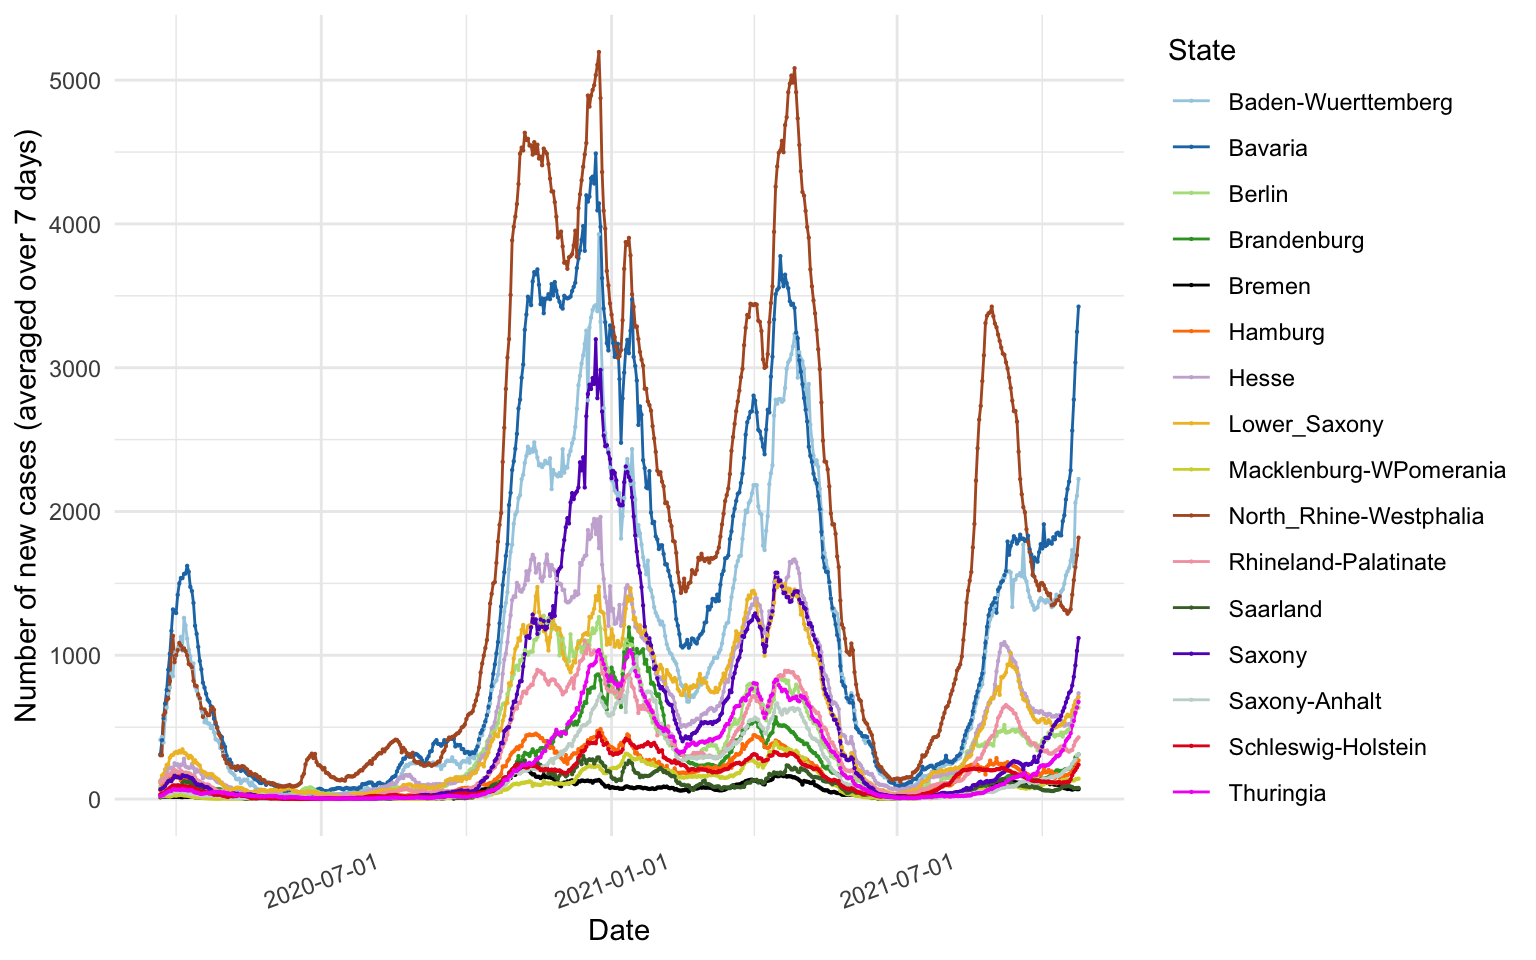 State
Baden-Wuerttemberg
Bavaria
Berlin
Brandenburg
Bremen
Hamburg
Hesse
Lower_Saxony
Macklenburg-WPomerania
North_Rhine-Westphalia
Rhineland-Palatinate
Saarland
Saxony
Saxony-Anhalt
Schleswig-Holstein
Thuringia
Number of new cases (averaged over 7 days)
5000
4000
3000
2000
1000
0
2020-07-01
2021-01-01
2021-07-01
Date